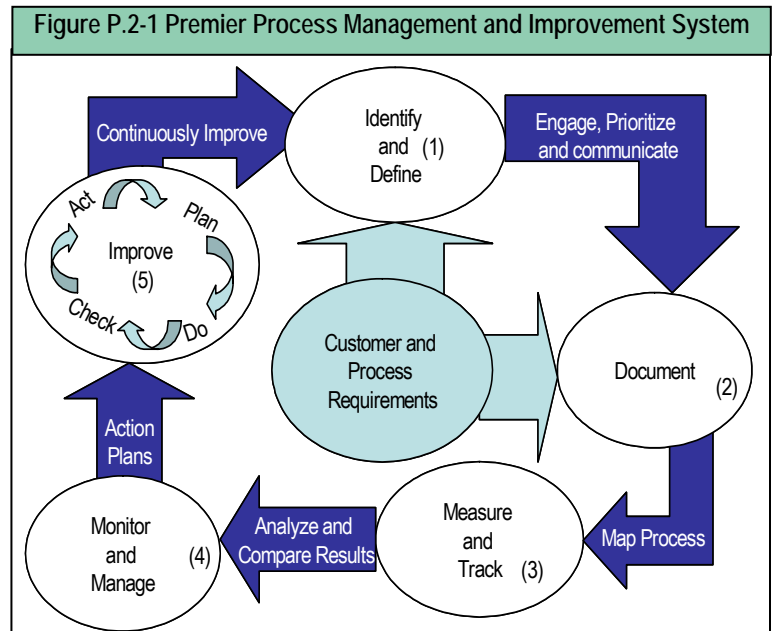 Figure P.2-1 Premier Process Management and Improvement System
Continuously Improve
Identify
and (1)
Define
Engage, Prioritize
and communicate
Act
Plan
Improve
(5)
Check
Do
Customer and
Process
Requirements
Document
(2)
Action
Plans
Monitor
and
Manage
(4)
Analyze and
Compare Results
Measure
and
Track (3)
Map Process